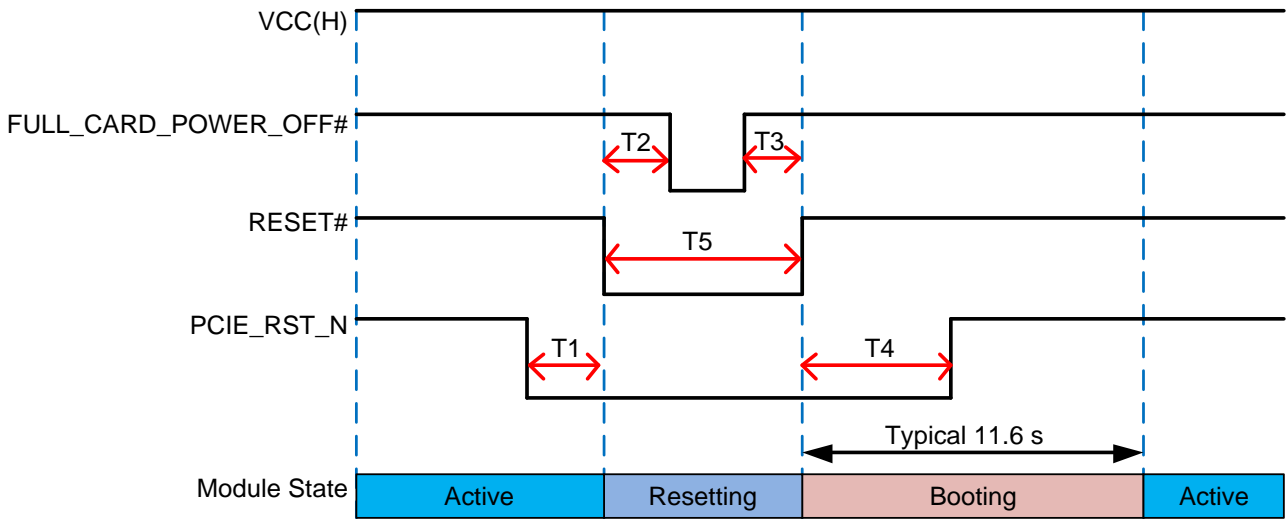 VCC(H)
FULL_CARD_POWER_OFF#
T2
T3
RESET#
T5
PCIE_RST_N
T1
T4
Typical 11.6 s
Module State
Active
Resetting
Booting
Active